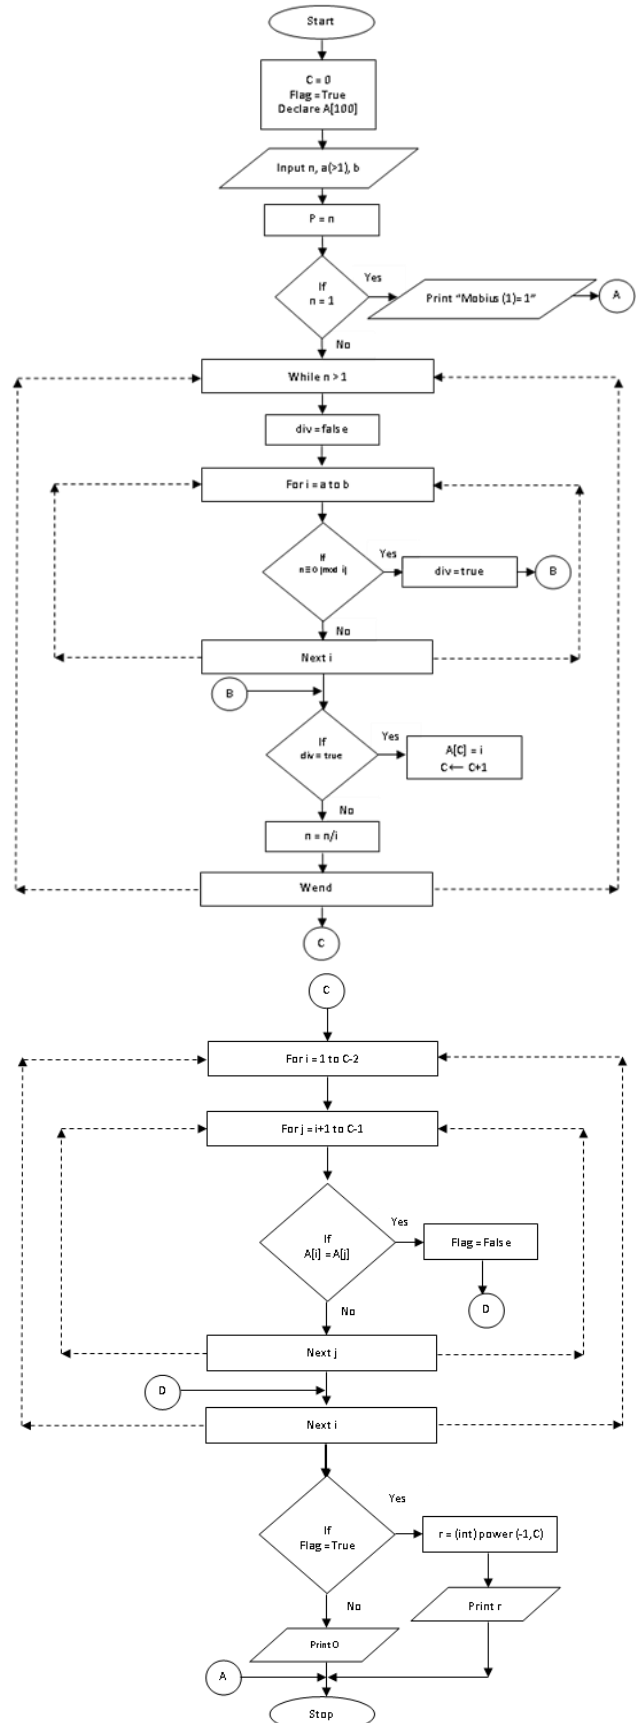 Start
C = 0
Flag = True
Declare A[100]
Input n, a(>1), b
P = n
If
n = 1
Yes
Print “Mobius (1)= 1”
A
No
While n > 1
div = false
For i = a to b
If
n ≡ 0 (mod i)
Yes
div = true
B
No
Next i
B
If
div = true
Yes
A[C] = i
C ← C+1
No
n = n/i
Wend
C
C
For i = 1 to C-2
For j = i+1 to C-1
If
A[i] = A[j]
Yes
Flag = False
D
No
Next j
D
Next i
If
Flag = True
Yes
r = (int) power (-1, C)
Print r
No
Print 0
A
Stop